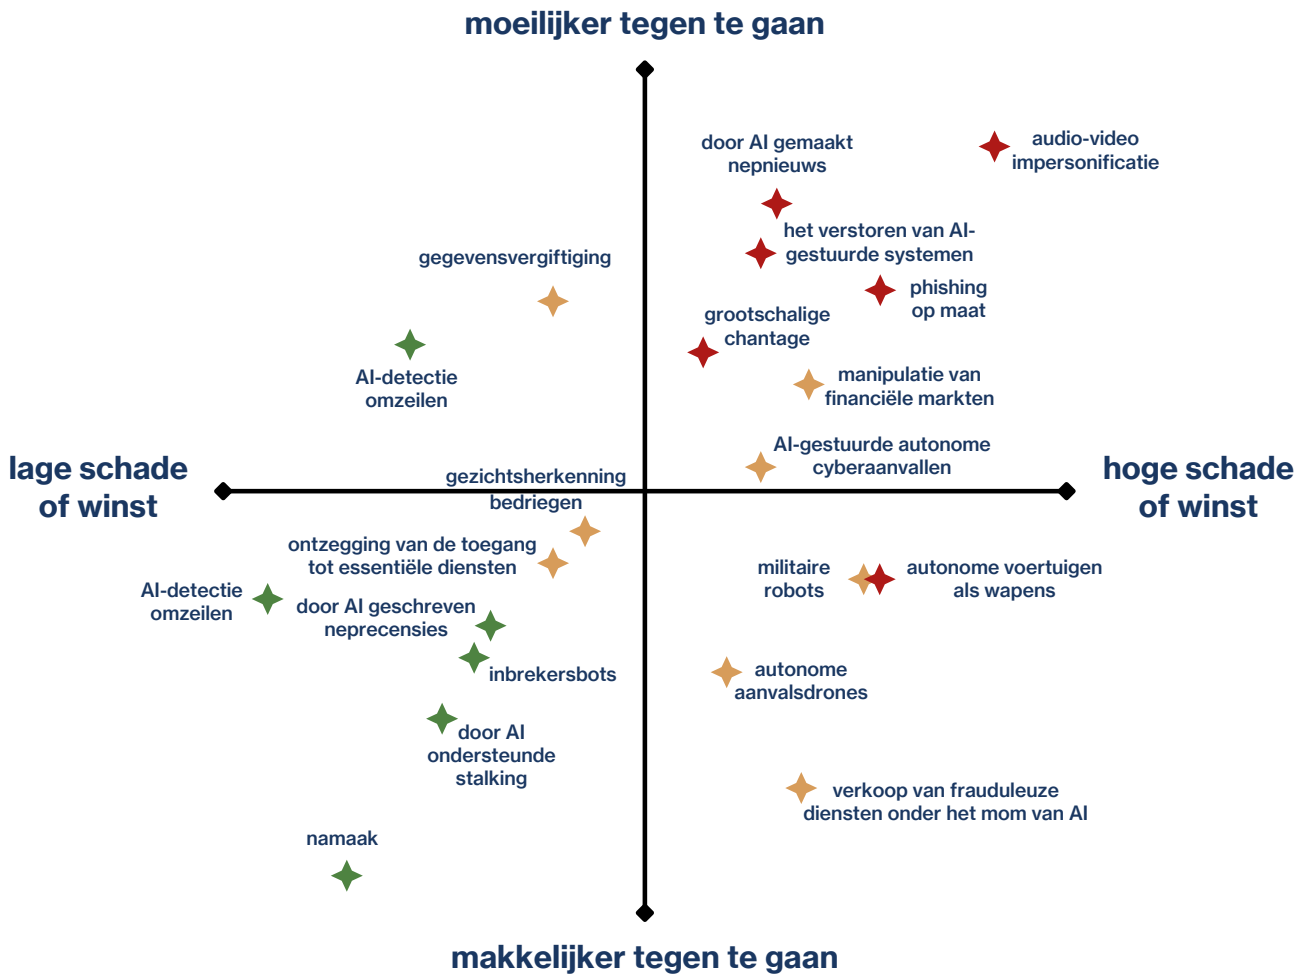 moeilijker tegen te gaan
door AI gemaakt
nepnieuws
audio-video
impersonificatie
het verstoren van AI-
gestuurde systemen
gegevensvergiftiging
phishing
op maat
grootschalige
chantage
AI-detectie
omzeilen
manipulatie van
financiële markten
AI-gestuurde autonome
cyberaanvallen
lage schade
of winst
gezichtsherkenning
bedriegen
hoge schade
of winst
ontzegging van de toegang
tot essentiële diensten
militaire
robots
autonome voertuigen
als wapens
AI-detectie
omzeilen
door AI geschreven
neprecensies
inbrekersbots
autonome
aanvalsdrones
door AI
ondersteunde
stalking
verkoop van frauduleuze
diensten onder het mom van AI
namaak
makkelijker tegen te gaan